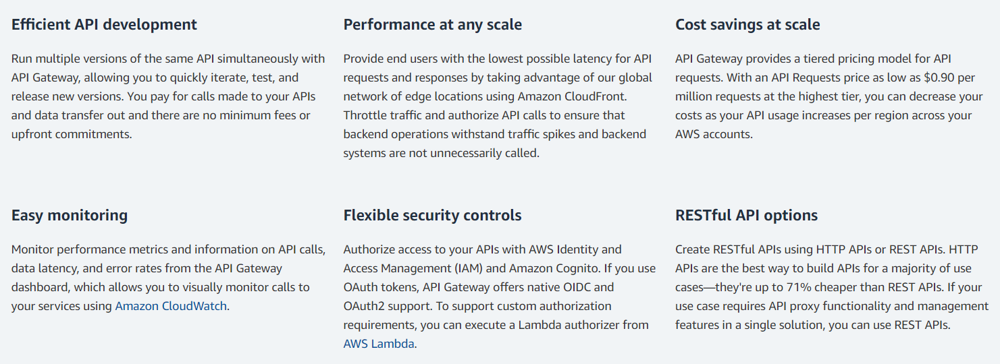 Efficient API development
Run multiple versions of the same API simultaneously with
API Gateway, allowing you to quickly iterate, test, and
release new versions. You pay for calls made to your APIs
and data transfer out and there are no minimum fees or
upfront commitments.
Performance at any scale
Provide end users with the lowest possible latency for API
requests and responses by taking advantage of our global
network of edge locations using Amazon CloudFront.
Throttle traffic and authorize API calls to ensure that
backend operations withstand traffic spikes and backend
systems are not unnecessarily called.
Cost savings at scale
API Gateway provides a tiered pricing model for API
requests. With an API Requests price as low as $0.90 per
million requests at the highest tier, you can decrease your
costs as your API usage increases per region across your
AWS accounts.
Easy monitoring
Monitor performance metrics and information on API calls,
data latency, and error rates from the API Gateway
dashboard, which allows you to visually monitor calls to
your services using Amazon CloudWatch.
Flexible security controls
Authorize access to your APIs with AWS Identity and
Access Management (IAM) and Amazon Cognito. If you use
OAuth tokens, API Gateway offers native OIDC and
OAuth2 support. To support custom authorization
requirements, you can execute a Lambda authorizer from
AWS Lambda.
RESTful API options
Create RESTful APIs using HTTP APIs or REST APIs. HTTP
APIs are the best way to build APIs for a majority of use
cases—they're up to 71% cheaper than REST APIs. If your
use case requires API proxy functionality and management
features in a single solution, you can use REST APIs.